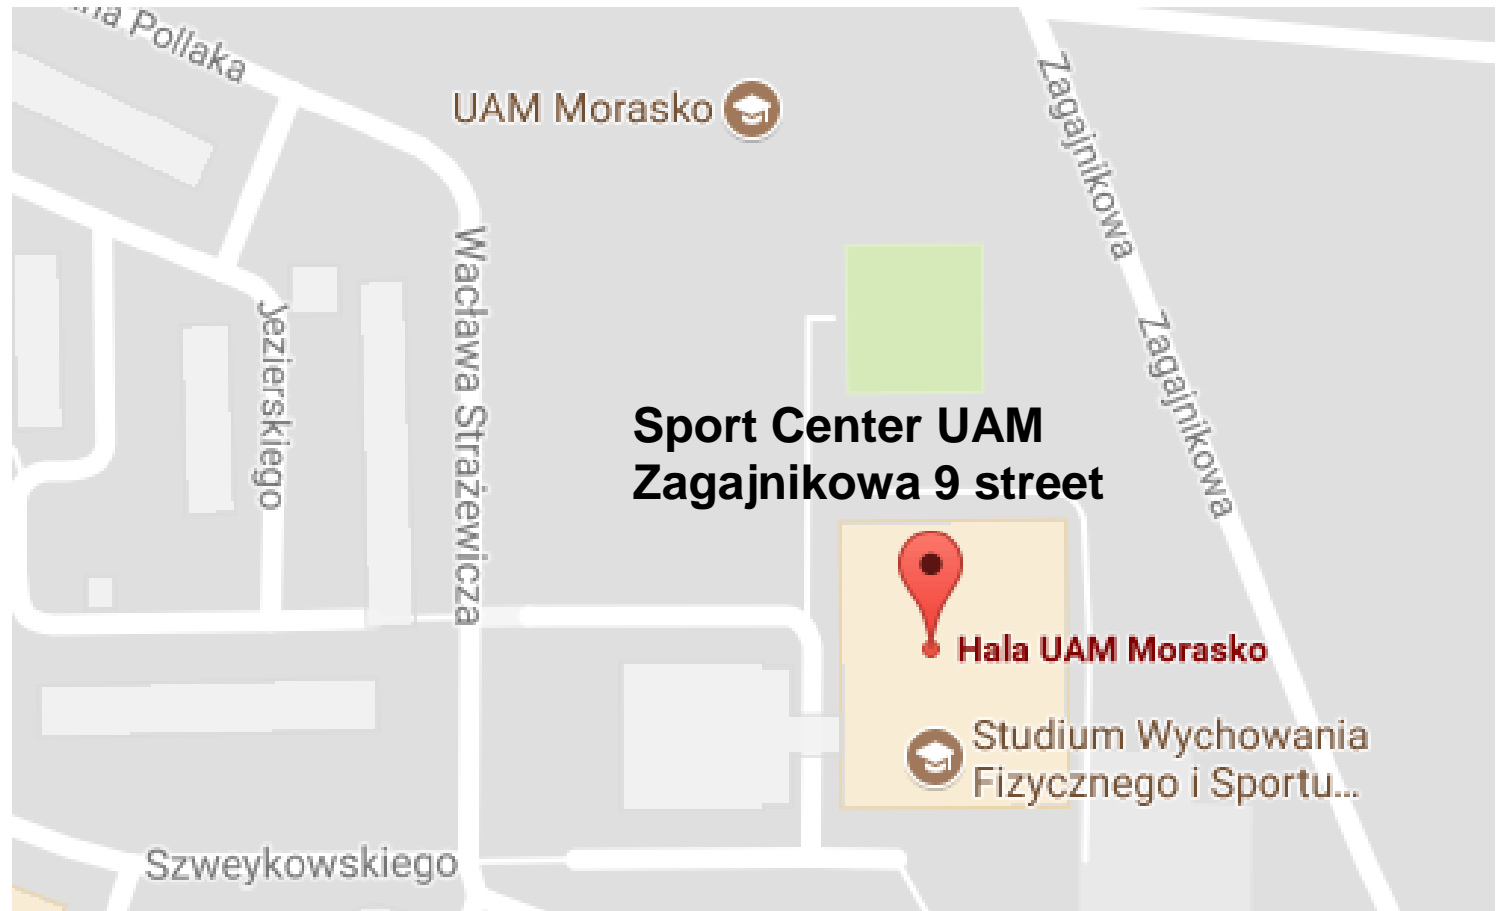 na Pollaka
UAM Morasko
Zagajnikowa
Wacława Strażewicza
Jezierskiego
Zagajnikowa
Sport Center UAM
Zagajnikowa 9 street
Hala UAM Morasko
Studium Wychowania
Fizycznego i Sportu...
Szweykowskiego